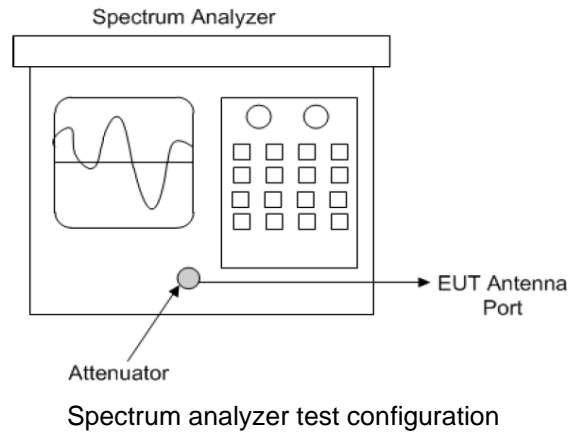 Spectrum Analyzer
EUT Antenna
Port
Attenuator
Spectrum analyzer test configuration